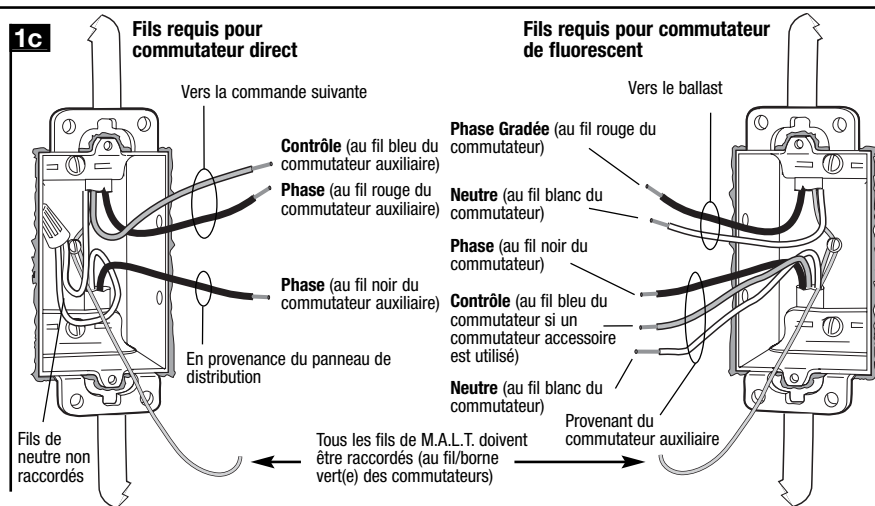 1c
Fils requis pour
commutateur direct
Vers la commande suivante
Contrôle (au fil bleu du
commutateur auxiliaire)
Phase (au fil rouge du
commutateur auxiliaire)
Phase (au fil noir du
commutateur auxiliaire)
En provenance du panneau de
distribution
Fils de
neutre non
raccordés
Fils requis pour commutateur
de fluorescent
Vers le ballast
Phase Gradée (au fil rouge du
commutateur)
Neutre (au fil blanc du
commutateur)
Phase (au fil noir du
commutateur)
Contrôle (au fil bleu du
commutateur si un
commutateur accessoire
est utilisé)
Neutre (au fil blanc du
commutateur)
Provenant du
commutateur auxiliaire
Tous les fils de M.A.L.T. doivent
être raccordés (au fil/borne
vert(e) des commutateurs)